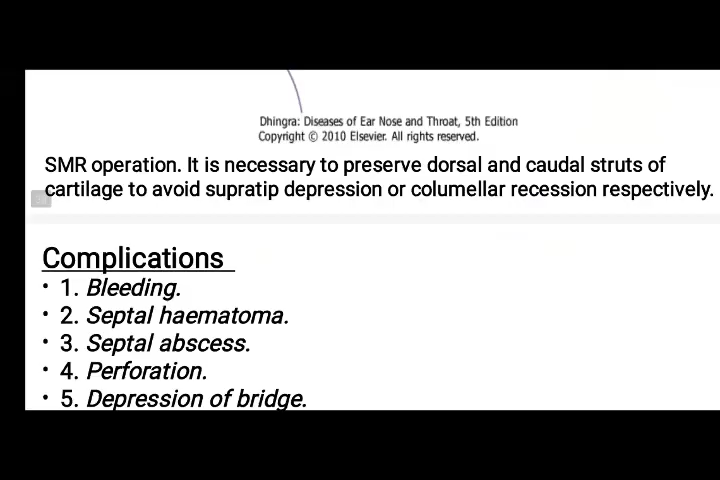 Dhingra: Diseases of Ear Nose and Throat, 5th Edition
Copyright © 2010 Elsevier. All rights reserved.
SMR operation. It is necessary to preserve dorsal and caudal struts of
cartilage to avoid supratip depression or columellar recession respectively.
Complications
• 1. Bleeding.
• 2. Septal haematoma.
• 3. Septal abscess.
• 4. Perforation.
• 5. Depression of bridge.